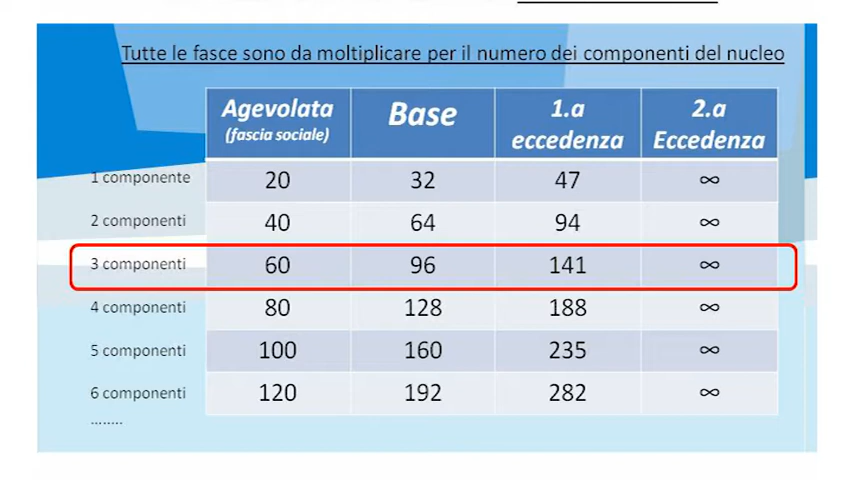 Tutte le fasce sono da moltiplicare per il numero dei componenti del nucleo
Agevolata (fascia sociale) Base 1.a eccedenza 2.a Eccedenza
1 componente 20 32 47 ∞
2 componenti 40 64 94 ∞
3 componenti 60 96 141 ∞
4 componenti 80 128 188 ∞
5 componenti 100 160 235 ∞
6 componenti 120 192 282 ∞
........